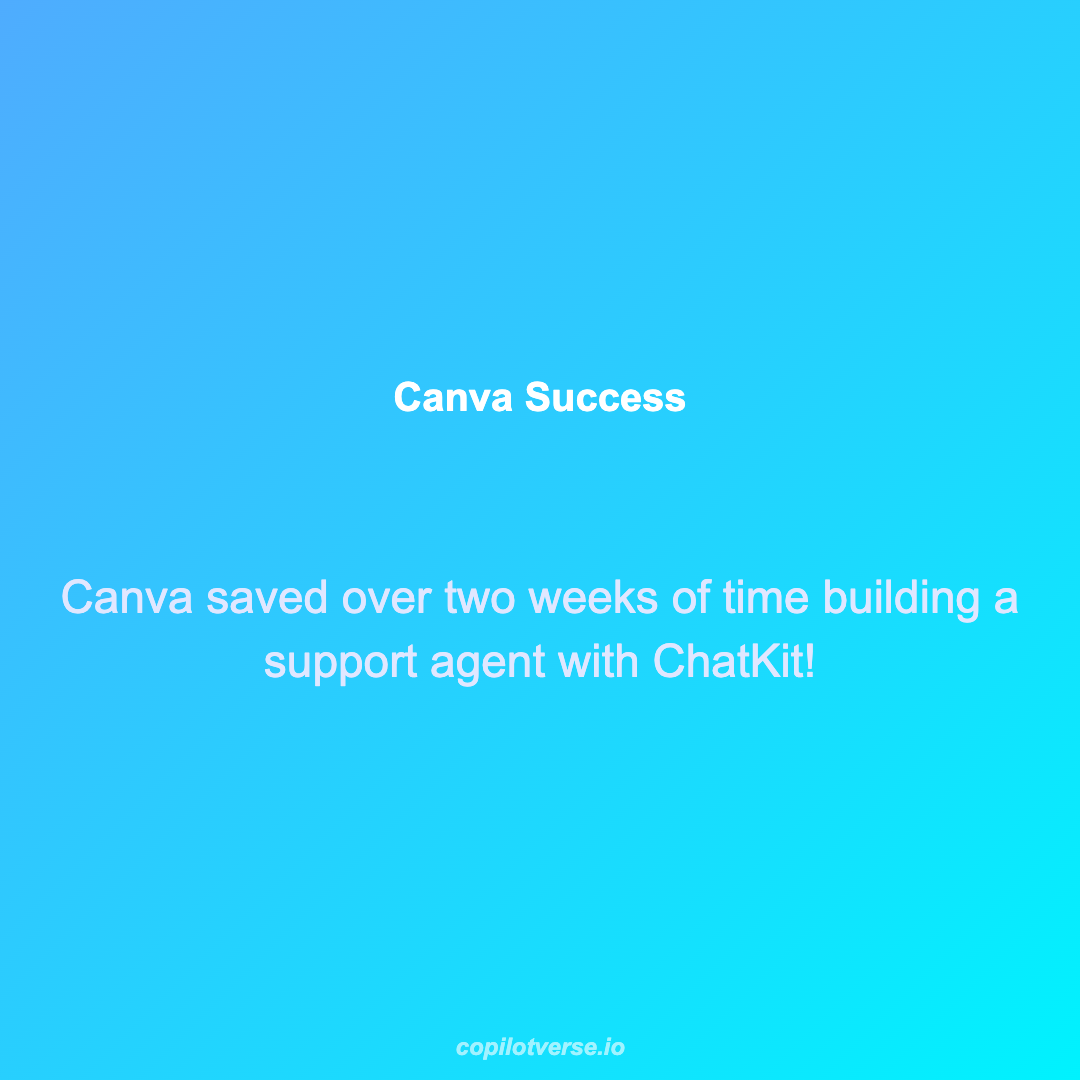 Canva Success
Canva saved over two weeks of time building a
support agent with ChatKit!
copilotverse.io